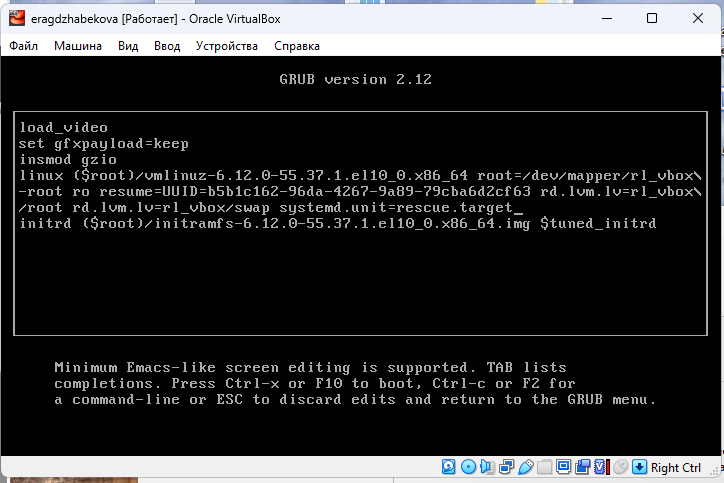 eragdzhabekova [Работает] - Oracle VirtualBox
Файл Машина Вид Ввод Устройства Справка
GRUB version 2.12
load_video
set gfxpayload=keep
insmod gzio
linux ($root)/vmlinuz-6.12.0-55.37.1.el10_0.x86_64 root=/dev/mapper/rl_vbox\
-root ro resume=UUID=b5b1c162-96da-4267-9a89-79cba6d2cf63 rd.lvm.lv=rl_vbox\
/root rd.lvm.lv=rl_vbox/swap systemd.unit=rescue.target_
initrd ($root)/initramfs-6.12.0-55.37.1.el10_0.x86_64.img $tuned_initrd
Minimum Emacs-like screen editing is supported. TAB lists
completions. Press Ctrl-x or F10 to boot, Ctrl-c or F2 for
a command-line or ESC to discard edits and return to the GRUB menu.
Right Ctrl